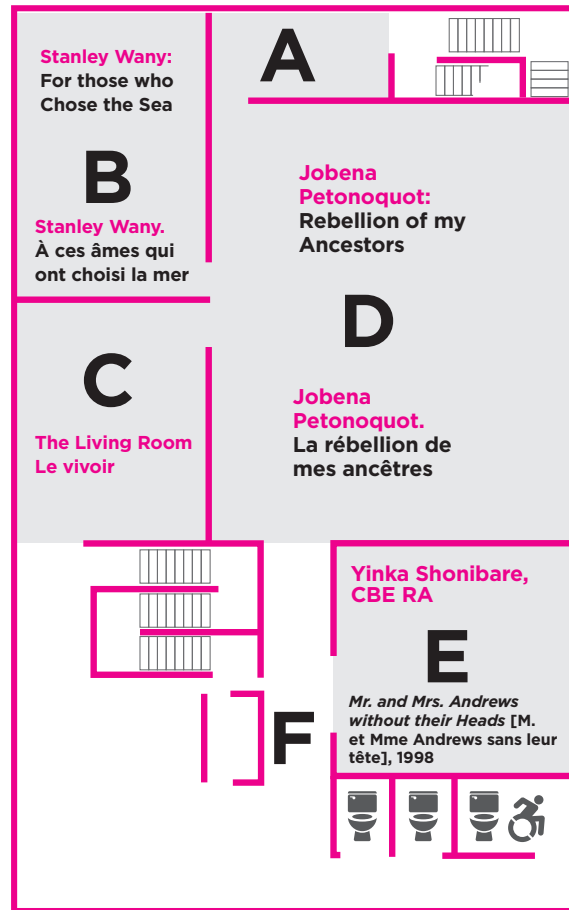 A
Stanley Wany:
For those who
Chose the Sea
B
Stanley Wany.
À ces âmes qui
ont choisi la mer
Jobena
Petonoquot:
Rebellion of my
Ancestors
D
Jobena
Petonoquot.
La rébellion de
mes ancêtres
C
The Living Room
Le vivoir
Yinka Shonibare,
CBE RA
E
Mr. and Mrs. Andrews
without their Heads [M.
et Mme Andrews sans leur
tête], 1998
F